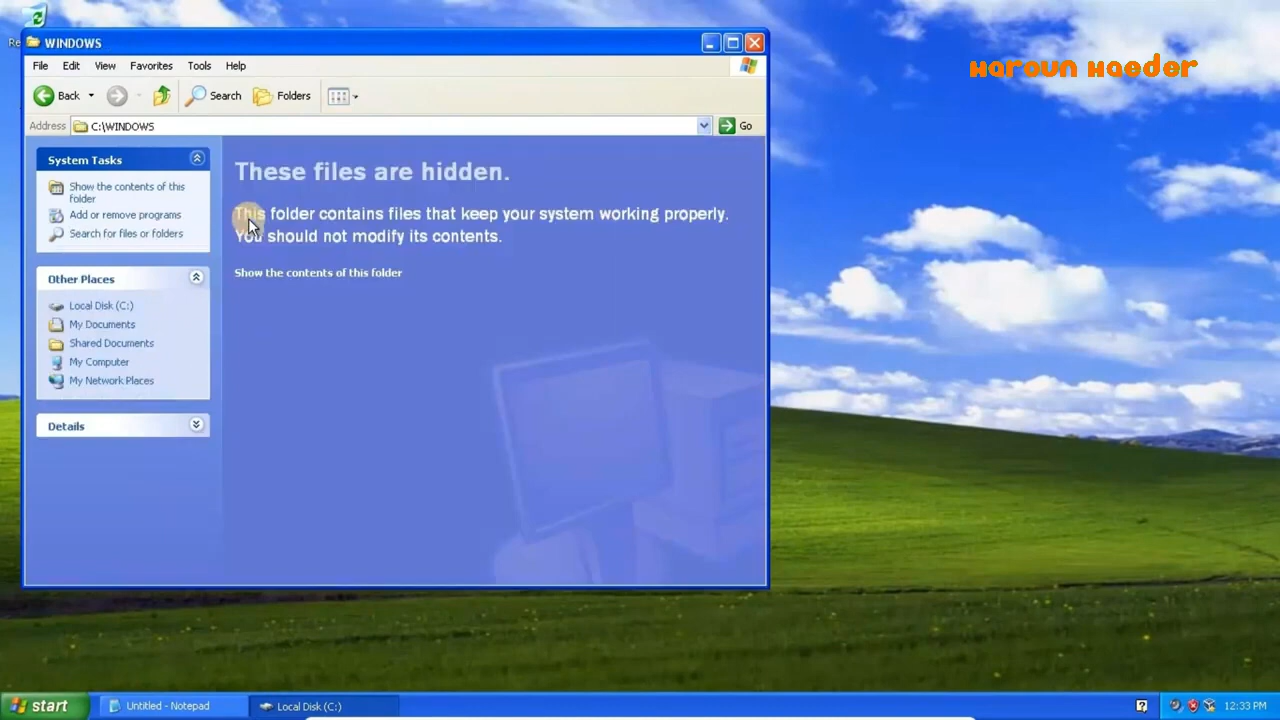 Re
WINDOWS
File Edit View Favorites Tools Help
Haroun Haeder
Back Search Folders
Address C:\WINDOWS Go
System Tasks
Show the contents of this
folder
Add or remove programs
Search for files or folders
Other Places
Local Disk (C:)
My Documents
Shared Documents
My Computer
My Network Places
Details
These files are hidden.
This folder contains files that keep your system working properly.
You should not modify its contents.
Show the contents of this folder
start Untitled - Notepad Local Disk (C:) ? 12:33 PM